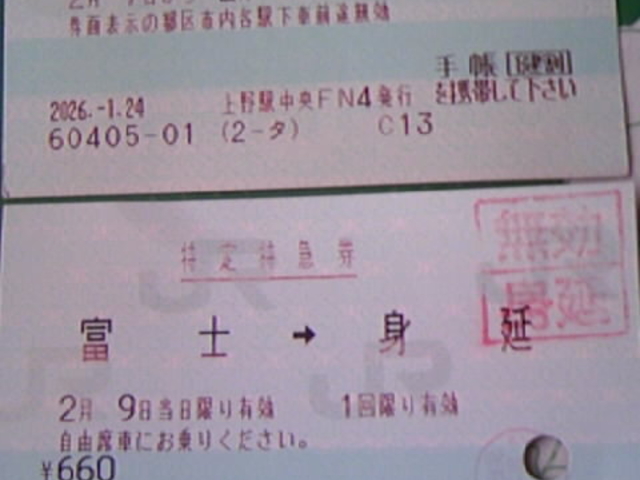 券面表示の都区市内各駅下車前途無効
手帳
2026.-1.24 上野駅中央FN4発行 を携帯して下さい
60405-01 (2-タ) C13
特定特急券
無効
身延
富士→身延
2月 9日当日限り有効 1回限り有効
自由席車にお乗りください。
¥660